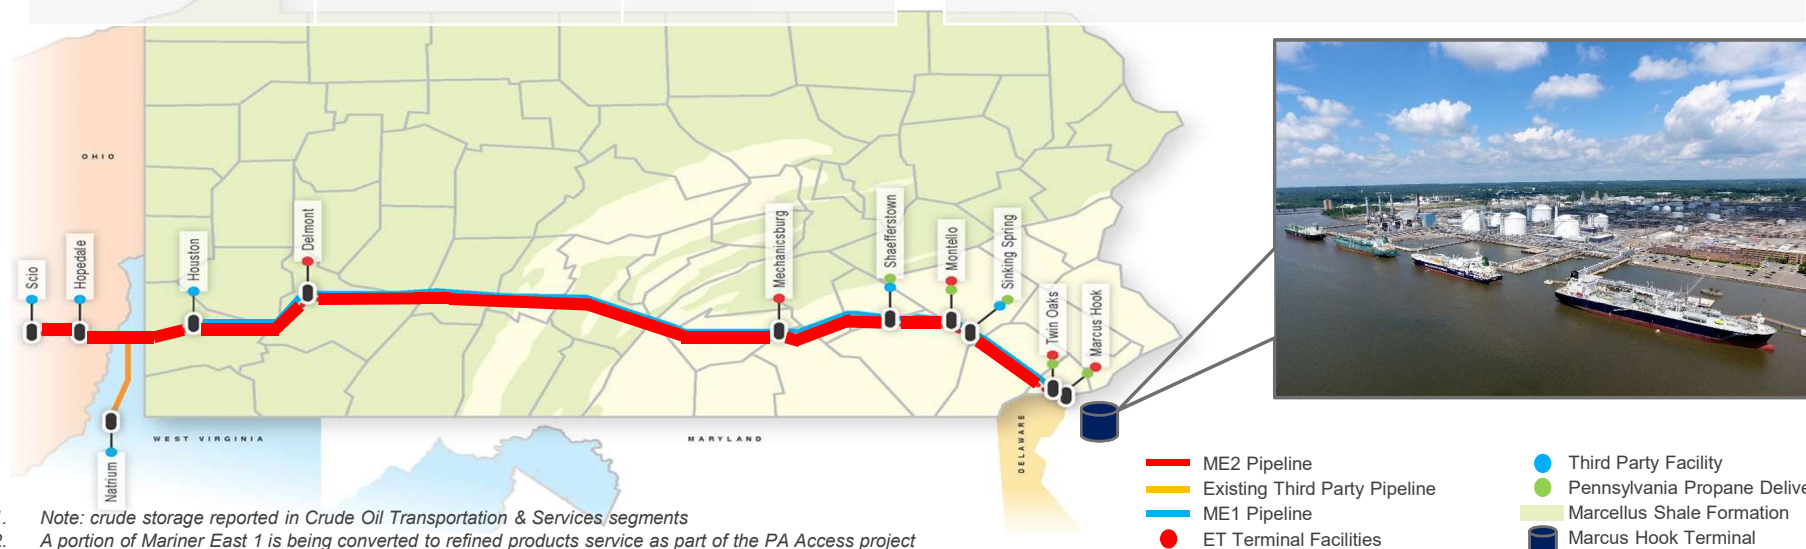 OHIO
Scio
Hopedale
Houston
Delmont
Mechanicsburg
Shaefferstown
Montello
Sinking Spring
Twin Oaks
Marcus Hook
Natrium
WEST VIRGINIA
MARYLAND
DELAWARE
ME2 Pipeline
Existing Third Party Pipeline
ME1 Pipeline
ET Terminal Facilities
Third Party Facility
Pennsylvania Propane Delive
Marcellus Shale Formation
Marcus Hook Terminal
1. Note: crude storage reported in Crude Oil Transportation & Services segments
2. A portion of Mariner East 1 is being converted to refined products service as part of the PA Access project